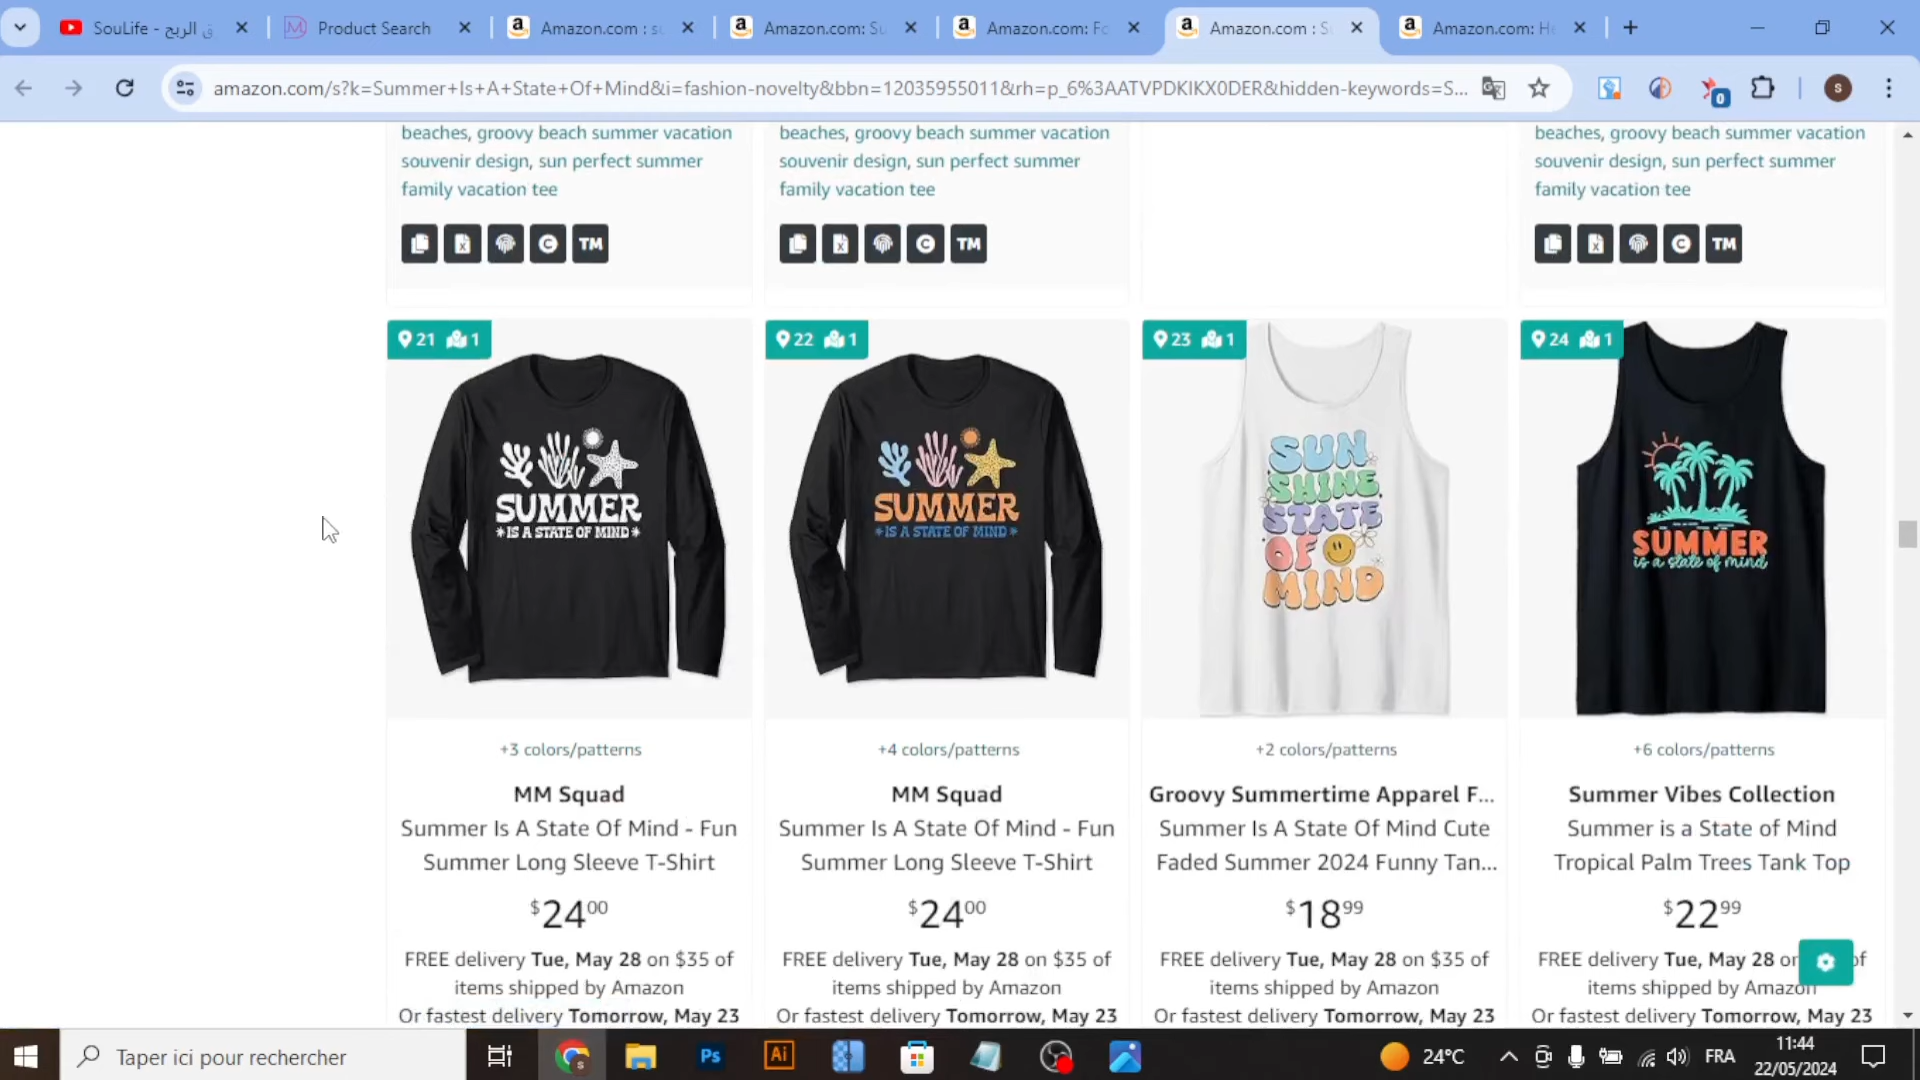 SouLife - ق الربح
Product Search
Amazon.com : s
Amazon.com: Su
Amazon.com: Fo
Amazon.com : S
Amazon.com: H
amazon.com/s?k=Summer+Is+A+State+Of+Mind&i=fashion-novelty&bbn=12035955011&rh=p_6%3AATVPDKIKX0DER&hidden-keywords=S...
0
s
beaches, groovy beach summer vacation
souvenir design, sun perfect summer
family vacation tee
TM
beaches, groovy beach summer vacation
souvenir design, sun perfect summer
family vacation tee
TM
beaches, groovy beach summer vacation
souvenir design, sun perfect summer
family vacation tee
TM
21 1
SUMMER
IS A STATE OF MIND
+3 colors/patterns
MM Squad
Summer Is A State Of Mind - Fun
Summer Long Sleeve T-Shirt
$24 00
FREE delivery Tue, May 28 on $35 of
items shipped by Amazon
Or fastest delivery Tomorrow, May 23
22 1
SUMMER
IS A STATE OF MIND
+4 colors/patterns
MM Squad
Summer Is A State Of Mind - Fun
Summer Long Sleeve T-Shirt
$24 00
FREE delivery Tue, May 28 on $35 of
items shipped by Amazon
Or fastest delivery Tomorrow, May 23
23 1
SUN
SHINE
STATE
OF
MIND
+2 colors/patterns
Groovy Summertime Apparel F...
Summer Is A State Of Mind Cute
Faded Summer 2024 Funny Tan...
$18 99
FREE delivery Tue, May 28 on $35 of
items shipped by Amazon
Or fastest delivery Tomorrow, May 23
24 1
SUMMER
is a state of mind
+6 colors/patterns
Summer Vibes Collection
Summer is a State of Mind
Tropical Palm Trees Tank Top
$22 99
FREE delivery Tue, May 28 on of
items shipped by Amazon
Or fastest delivery Tomorrow, May 23
Taper ici pour rechercher
Ps
Ai
24°C
FRA
11:44
22/05/2024